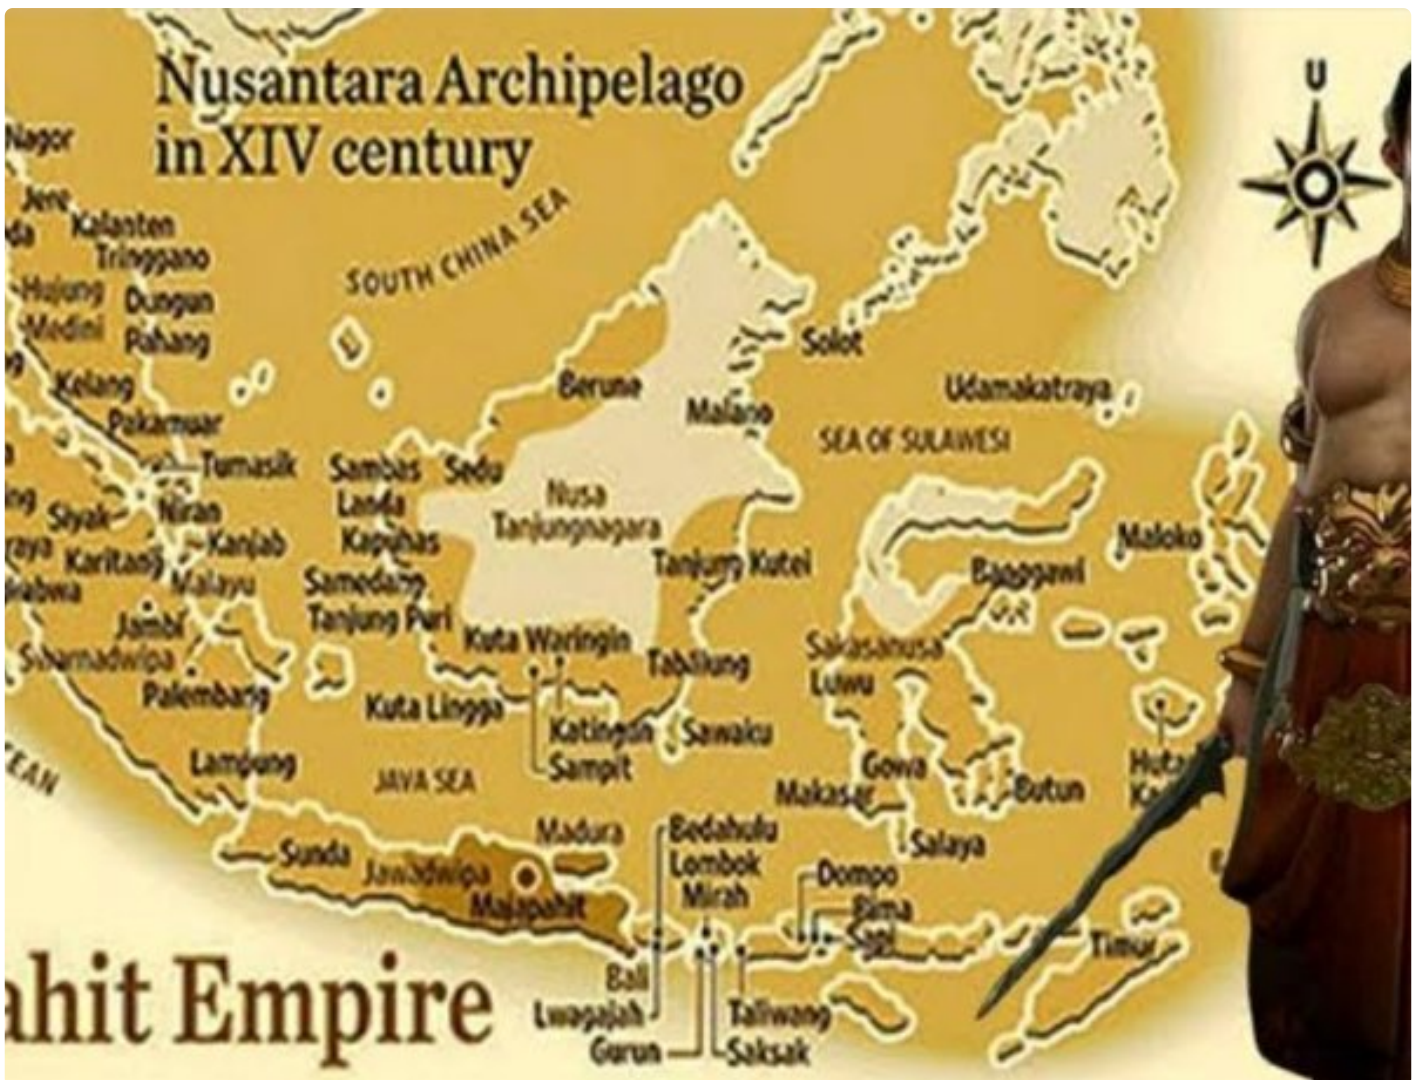 Nusantara Archipelago
in XIV century
U
Nagor
Jere
da
Kalanten
Tringgano
Hujung
Medini
Dungun
Pahang
Kelang
Pakamuar
Tumasik
Siyak
Niran
Karitang
Kanjab
Malayu
Jambi
Swarnadwipa
Palembang
Lampung
SOUTH CHINA SEA
Berune
Malano
Solot
Udamakatraya
SEA OF SULAWESI
Sambas
Sedu
Landa
Kapuhas
Samedang
Tanjung Puri
Nusa
Tanjungnagara
Tanjung Kutei
Kuta Waringin
Tabalung
Kuta Lingga
Katingan
Sampit
Sawaku
Banggawi
Maloko
Sakasanusa
Luwu
Gowa
Makasar
Butun
Salaya
JAVA SEA
Sunda
Jawadwipa
Majapahit
Madura
Bedahulu
Lombok
Mirah
Dompo
Bima
Timur
Bali
Lwagajah
Gurun
Taliwang
Saksak
EAN
ahit Empire